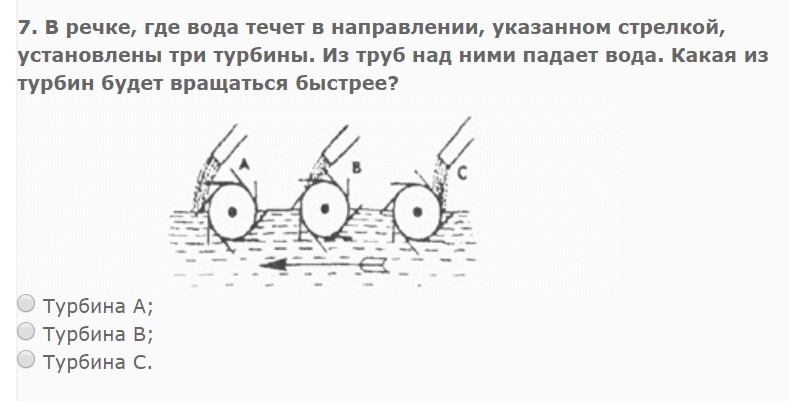 7. В речке, где вода течет в направлении, указанном стрелкой,
установлены три турбины. Из труб над ними падает вода. Какая из
турбин будет вращаться быстрее?
A
B
C
Турбина А;
Турбина В;
Турбина С.